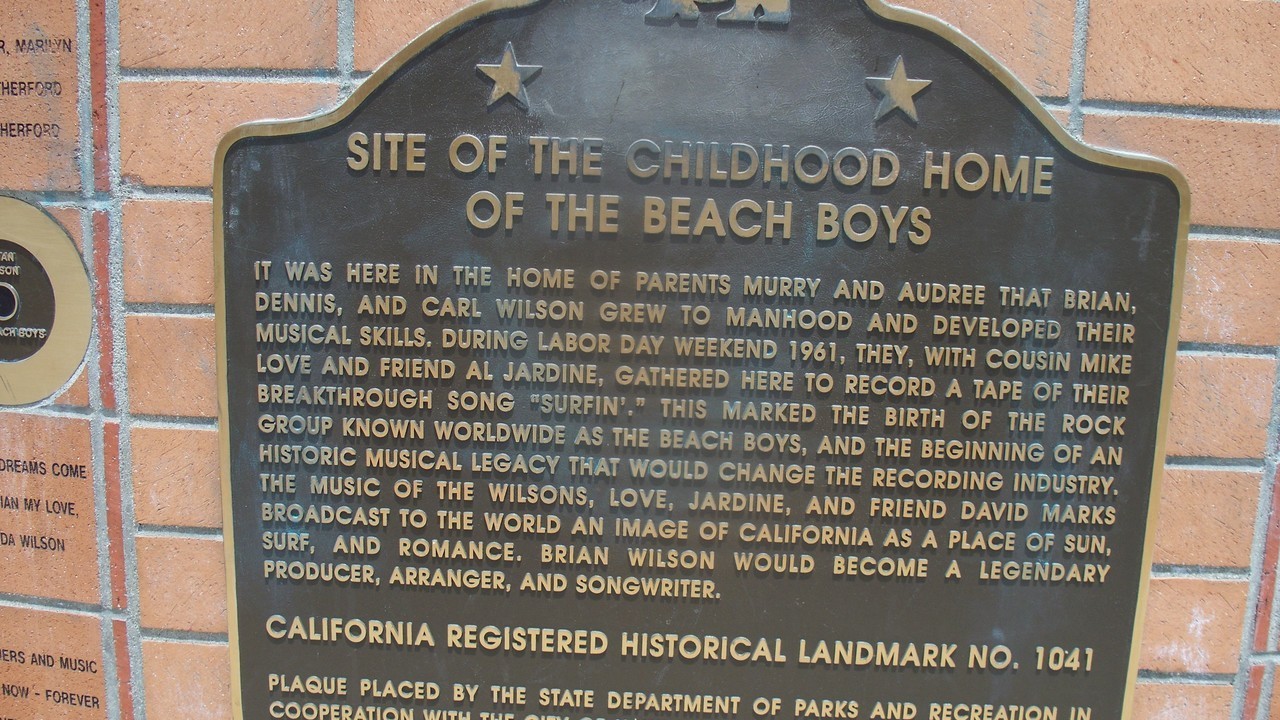 SITE OF THE CHILDHOOD HOME
OF THE BEACH BOYS
IT WAS HERE IN THE HOME OF PARENTS MURRY AND AUDREE THAT BRIAN,
DENNIS, AND CARL WILSON GREW TO MANHOOD AND DEVELOPED THEIR
MUSICAL SKILLS. DURING LABOR DAY WEEKEND 1961, THEY, WITH COUSIN MIKE
LOVE AND FRIEND AL JARDINE, GATHERED HERE TO RECORD A TAPE OF THEIR
BREAKTHROUGH SONG "SURFIN'." THIS MARKED THE BIRTH OF THE ROCK
GROUP KNOWN WORLDWIDE AS THE BEACH BOYS, AND THE BEGINNING OF AN
HISTORIC MUSICAL LEGACY THAT WOULD CHANGE THE RECORDING INDUSTRY.
THE MUSIC OF THE WILSONS, LOVE, JARDINE, AND FRIEND DAVID MARKS
BROADCAST TO THE WORLD AN IMAGE OF CALIFORNIA AS A PLACE OF SUN,
SURF, AND ROMANCE. BRIAN WILSON WOULD BECOME A LEGENDARY
PRODUCER, ARRANGER, AND SONGWRITER.
CALIFORNIA REGISTERED HISTORICAL LANDMARK NO. 1041
PLAQUE PLACED BY THE STATE DEPARTMENT OF PARKS AND RECREATION IN
COOPERATION WITH THE CITY
MARILYN
DREAMS COME
MY LOVE,
WILSON
BOYS
AND MUSIC
NOW - FOREVER